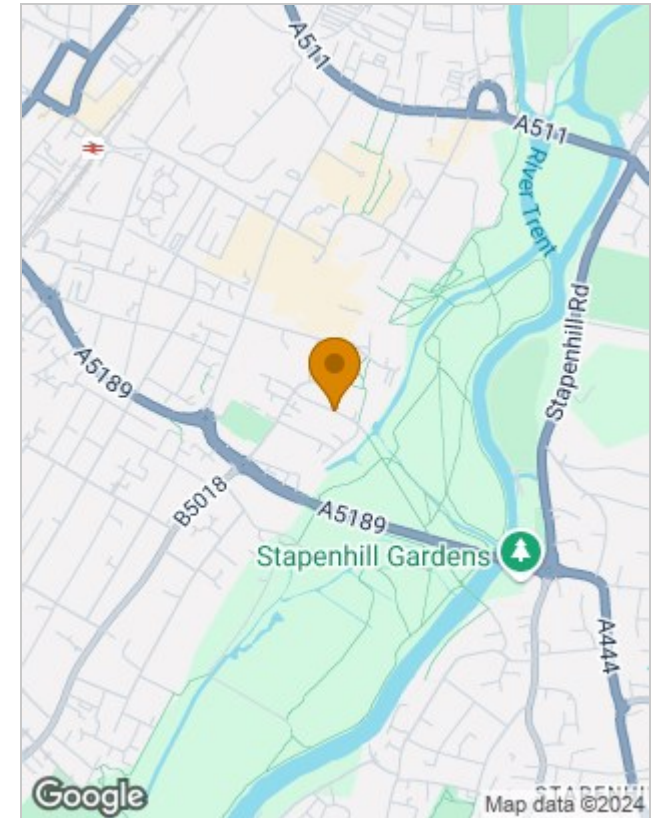 A511
A511
River Trent
Stapenhill Rd
A5189
B5018
A5189
Stapenhill Gardens
A444
Google
Map data ©2024